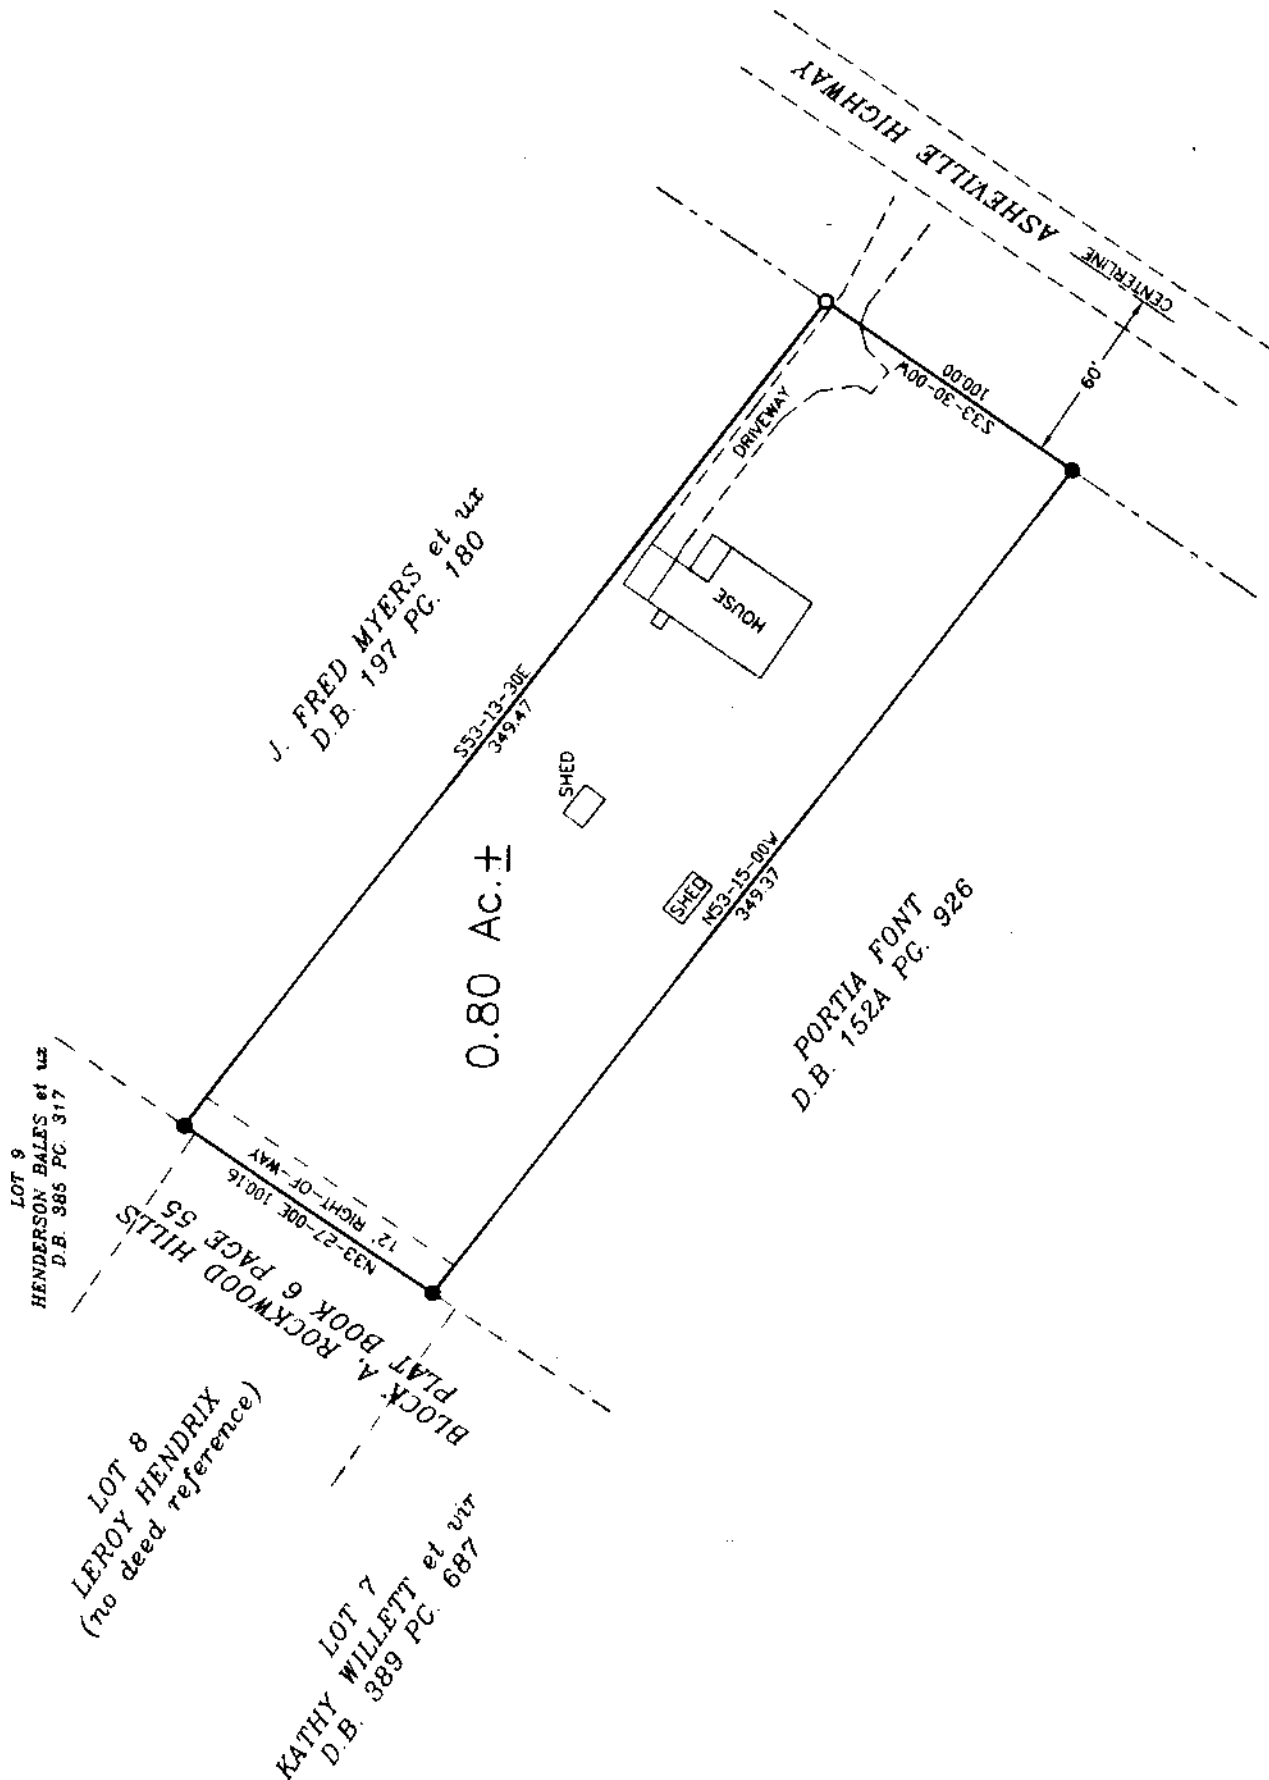 ASHEVILLE HIGHWAY
CENTERLINE
60'
S33-30-00W
100.00
DRIVEWAY
HOUSE
J. FRED MYERS et ux
D.B. 197 PG. 180
S53-13-30E
349.47
SHED
0.80 Ac.±
SHED
N53-15-00W
349.37
PORTIA FONT
D.B. 152A PG. 926
LOT 9
HENDERSON BALES et ux
D.B. 385 PG. 317
12' RIGHT-OF-WAY
N33-27-00E 100.16
BLOCK A, ROCKWOOD HILLS
PLAT BOOK 6 PAGE 55
LOT 8
LEROY HENDRIX
(no deed reference)
LOT 7
KATHY WILLETT et vir
D.B. 389 PG. 687